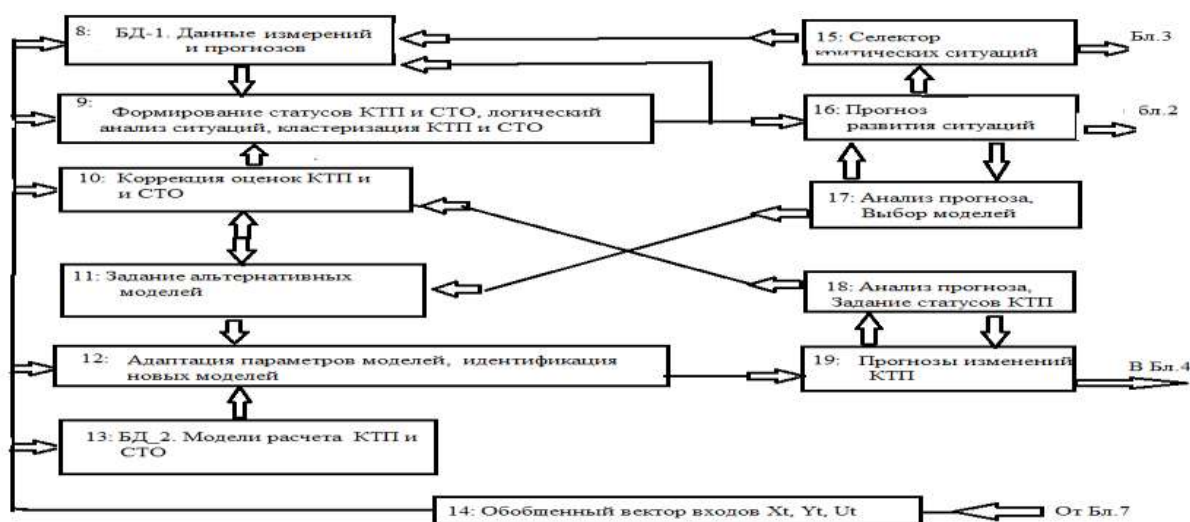 8: БД-1. Данные измерений
и прогнозов
15: Селектор
критических ситуаций
Бл.3
9:
Формирование статусов КТП и СТО, логический
анализ ситуаций, кластеризация КТП и СТО
16: Прогноз
развития ситуаций
бл.2
10: Коррекция оценок КТП и
и СТО
17: Анализ прогноза,
Выбор моделей
11: Задание альтернативных
моделей
18: Анализ прогноза,
Задание статусов КТП
12: Адаптация параметров моделей, идентификация
новых моделей
19: Прогнозы изменений
КТП
В Бл.4
13: БД_2. Модели расчета КТП и
СТО
14: Обобшенный вектор входов Xt, Yt, Ut
От Бл.7